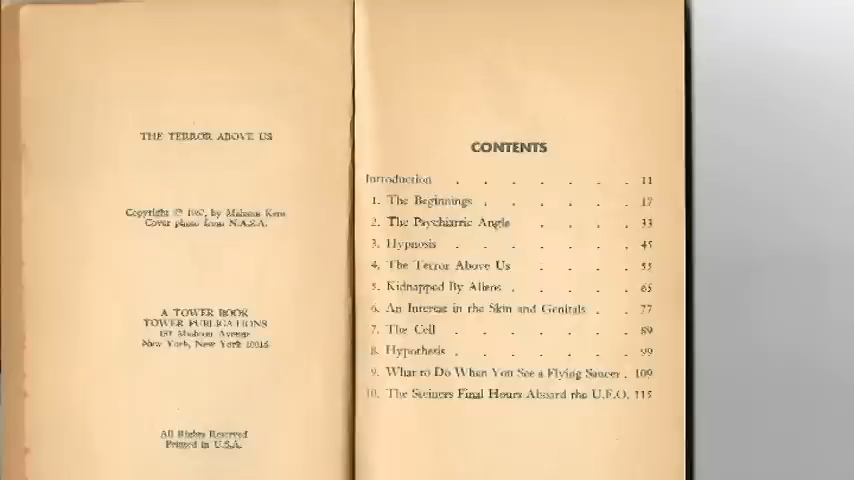 THE TERROR ABOVE US
Copyright © 1967, by Malsona Kern
Cover photo from N.A.S.A.
A TOWER BOOK
TOWER PUBLICATIONS
Madison Avenue
New York, New York 10016
All Rights Reserved
Printed in U.S.A.
CONTENTS
Introduction . . . . . . . 11
1. The Beginnings . . . . . . 17
2. The Psychiatric Angle . . . . 33
3. Hypnosis . . . . . . . 45
4. The Terror Above Us . . . . 55
5. Kidnapped By Aliens . . . . . 65
6. An Interest in the Skin and Genitals . . 77
7. The Cell . . . . . . . 89
8. Hypothesis . . . . . . . 99
9. What to Do When You See a Flying Saucer . 109
10. The Steiners Final Hours Aboard the U.F.O. 115